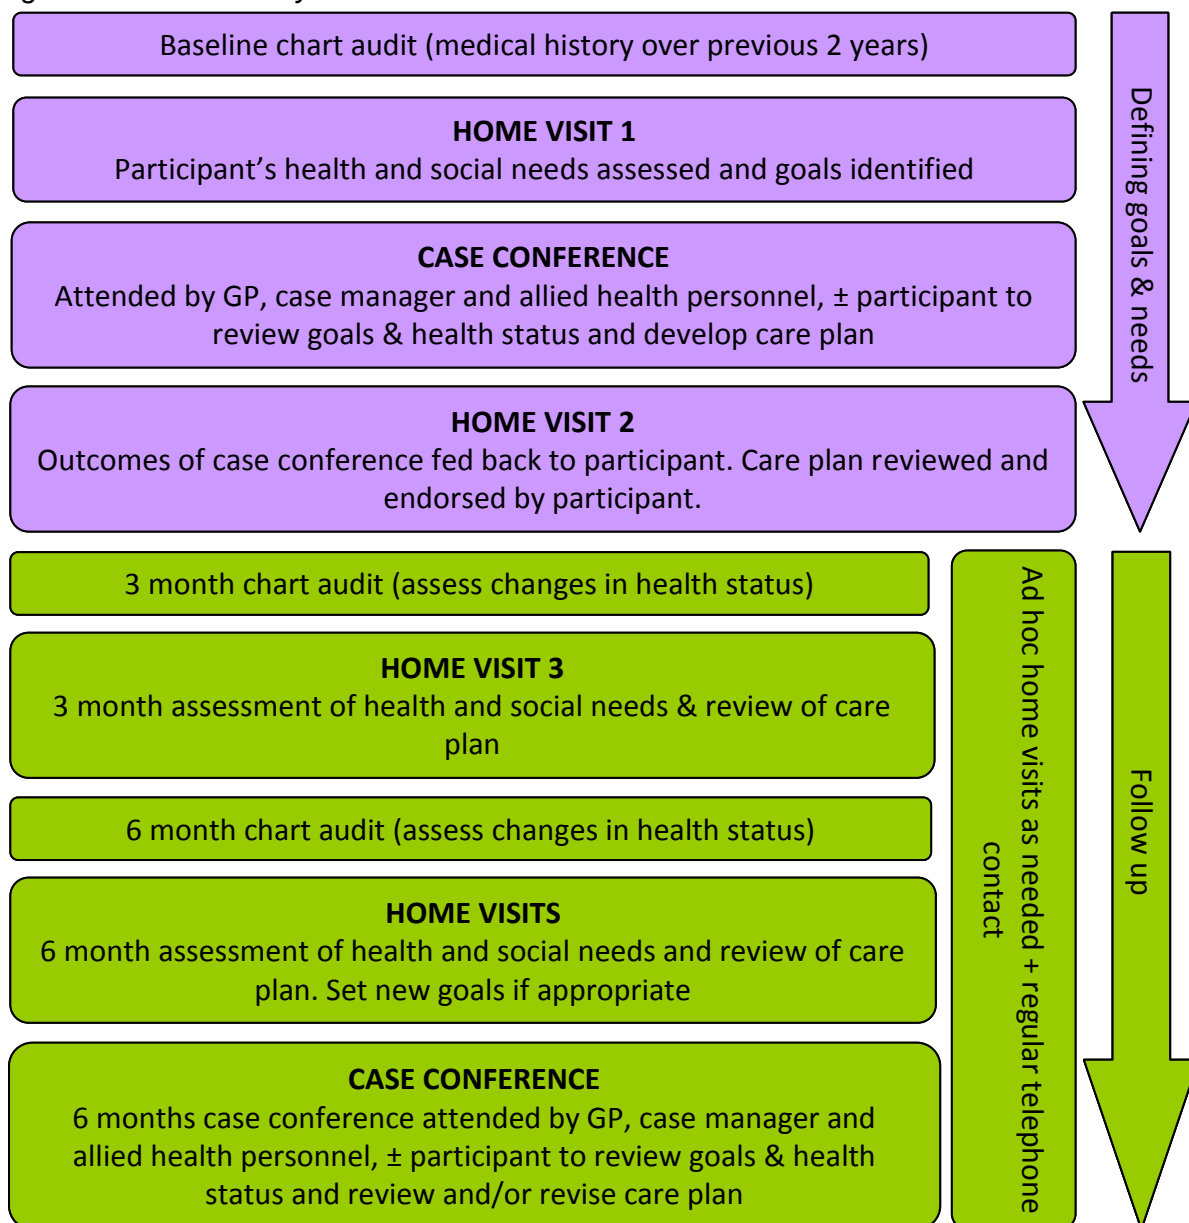 Baseline chart audit (medical history over previous 2 years)
HOME VISIT 1
Participant’s health and social needs assessed and goals identified
CASE CONFERENCE
Attended by GP, case manager and allied health personnel, ± participant to
review goals & health status and develop care plan
HOME VISIT 2
Outcomes of case conference fed back to participant. Care plan reviewed and
endorsed by participant.
Defining goals & needs
3 month chart audit (assess changes in health status)
HOME VISIT 3
3 month assessment of health and social needs & review of care
plan
6 month chart audit (assess changes in health status)
HOME VISITS
6 month assessment of health and social needs and review of care
plan. Set new goals if appropriate
CASE CONFERENCE
6 months case conference attended by GP, case manager and
allied health personnel, ± participant to review goals & health
status and review and/or revise care plan
Ad hoc home visits as needed + regular telephone
contact
Follow up